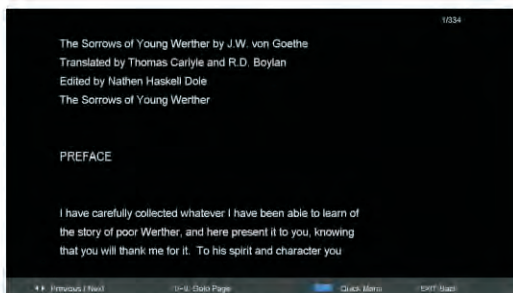 1/334
The Sorrows of Young Werther by J.W. von Goethe
Translated by Thomas Carlyle and R.D. Boylan
Edited by Nathen Haskell Dole
The Sorrows of Young Werther
PREFACE
I have carefully collected whatever I have been able to learn of
the story of poor Werther, and here present it to you, knowing
that you will thank me for it. To his spirit and character you
Previous / Next 0~9: Goto Page Quick Menu EXIT Back